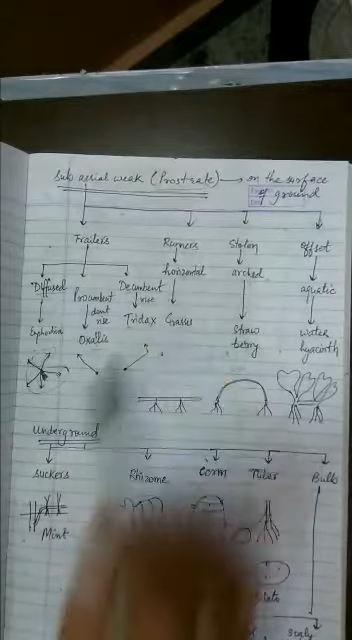 Sub aerial weak (Prostrate) → on the surface
of ground
Trailers Runners Stolen offset
Diffused Procumbent Decumbent horizontal arched aquatic
dont rise rise
Euphorbia Oxalis Tridax Grasses Straw berry water hyacinth
Underground
suckers Rhizome Corm Tuber Bulb
Mint